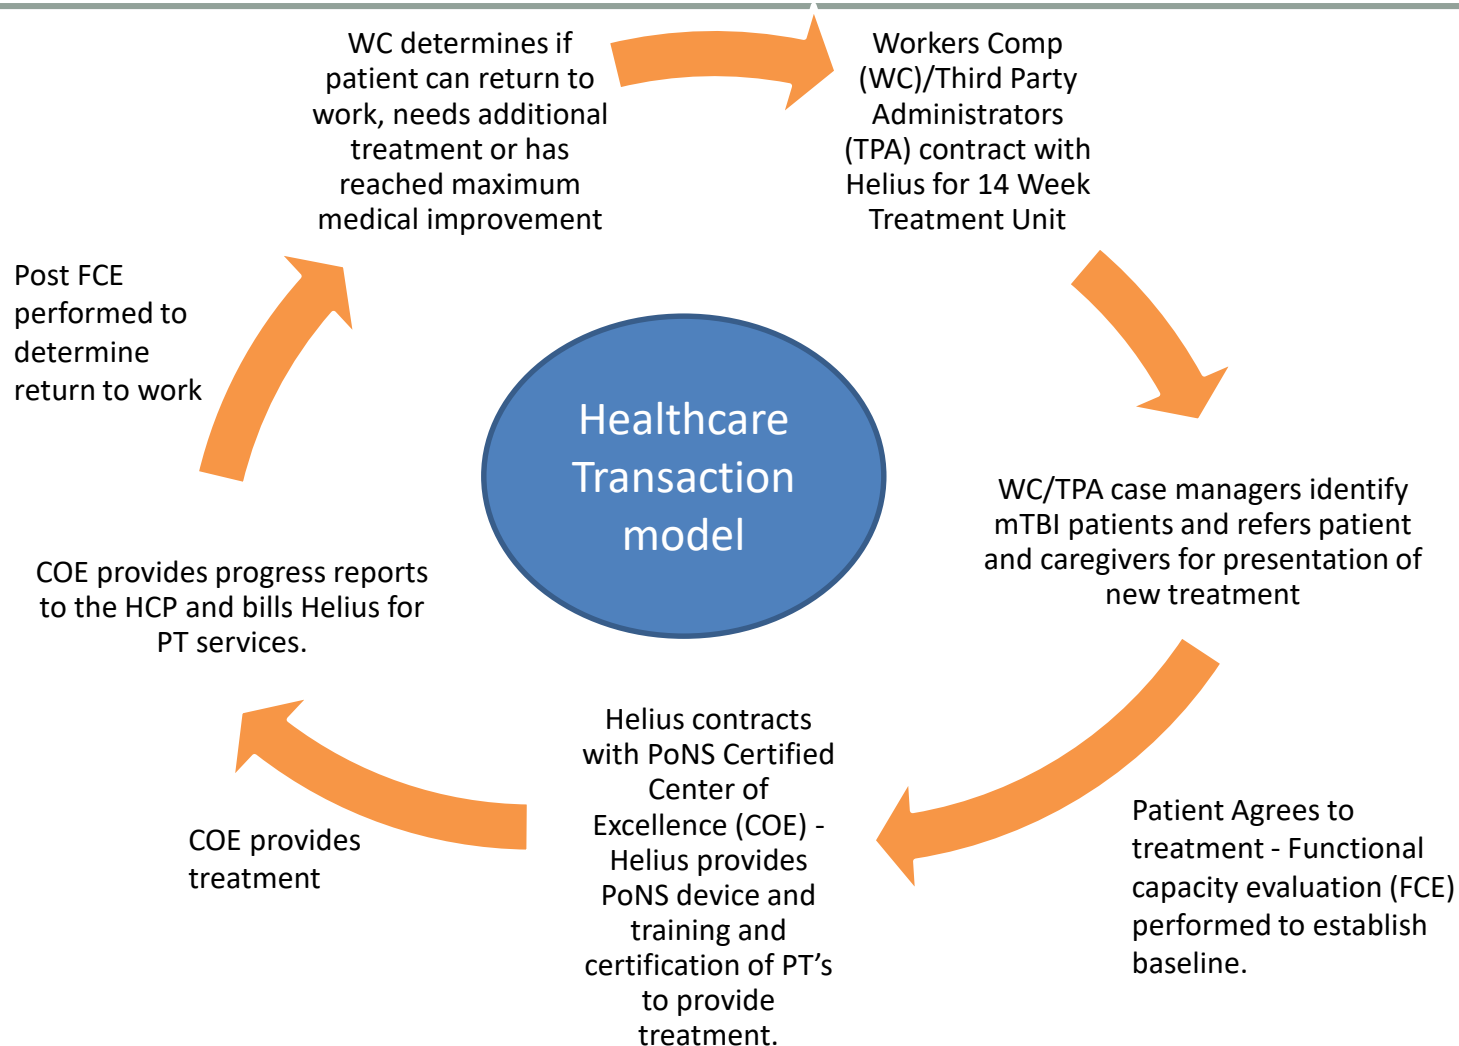 WC determines if
patient can return to
work, needs additional
treatment or has
reached maximum
medical improvement
Workers Comp
(WC)/Third Party
Administrators
(TPA) contract with
Helius for 14 Week
Treatment Unit
WC/TPA case managers identify
mTBI patients and refers patient
and caregivers for presentation of
new treatment
Patient Agrees to
treatment - Functional
capacity evaluation (FCE)
performed to establish
baseline.
Helius contracts
with PoNS Certified
Center of
Excellence (COE) -
Helius provides
PoNS device and
training and
certification of PT’s
to provide
treatment.
COE provides
treatment
COE provides progress reports
to the HCP and bills Helius for
PT services.
Post FCE
performed to
determine
return to work
Healthcare
Transaction
model